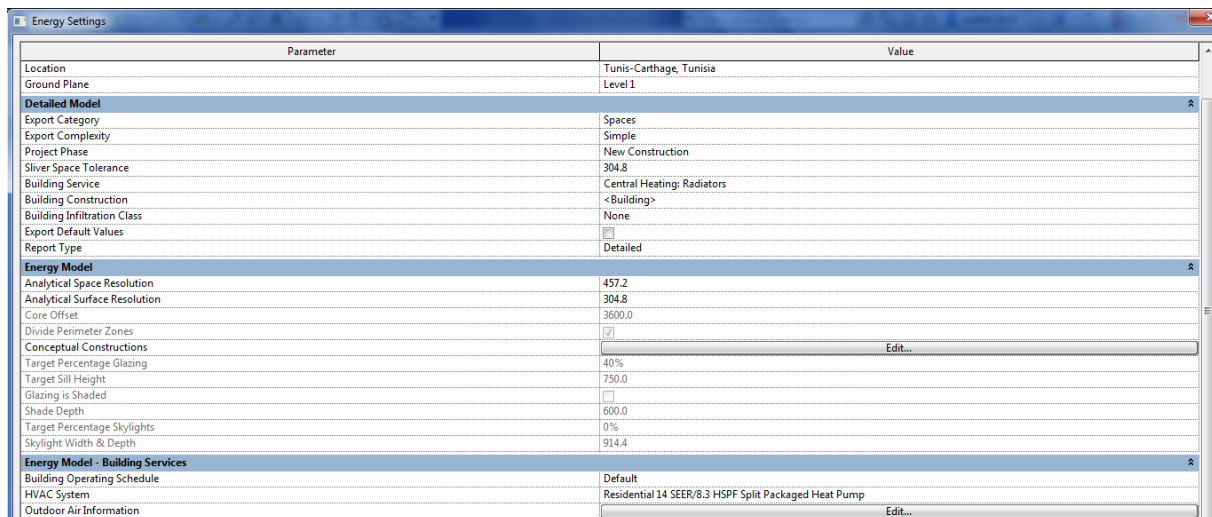 Energy Settings
Parameter Value
Location Tunis-Carthage, Tunisia
Ground Plane Level 1
Detailed Model
Export Category Spaces
Export Complexity Simple
Project Phase New Construction
Sliver Space Tolerance 304.8
Building Service Central Heating: Radiators
Building Construction <Building>
Building Infiltration Class None
Export Default Values
Report Type Detailed
Energy Model
Analytical Space Resolution 457.2
Analytical Surface Resolution 304.8
Core Offset 3600.0
Divide Perimeter Zones
Conceptual Constructions Edit...
Target Percentage Glazing 40%
Target Sill Height 750.0
Glazing is Shaded
Shade Depth 600.0
Target Percentage Skylights 0%
Skylight Width & Depth 914.4
Energy Model - Building Services
Building Operating Schedule Default
HVAC System Residential 14 SEER/8.3 HSPF Split Packaged Heat Pump
Outdoor Air Information Edit...